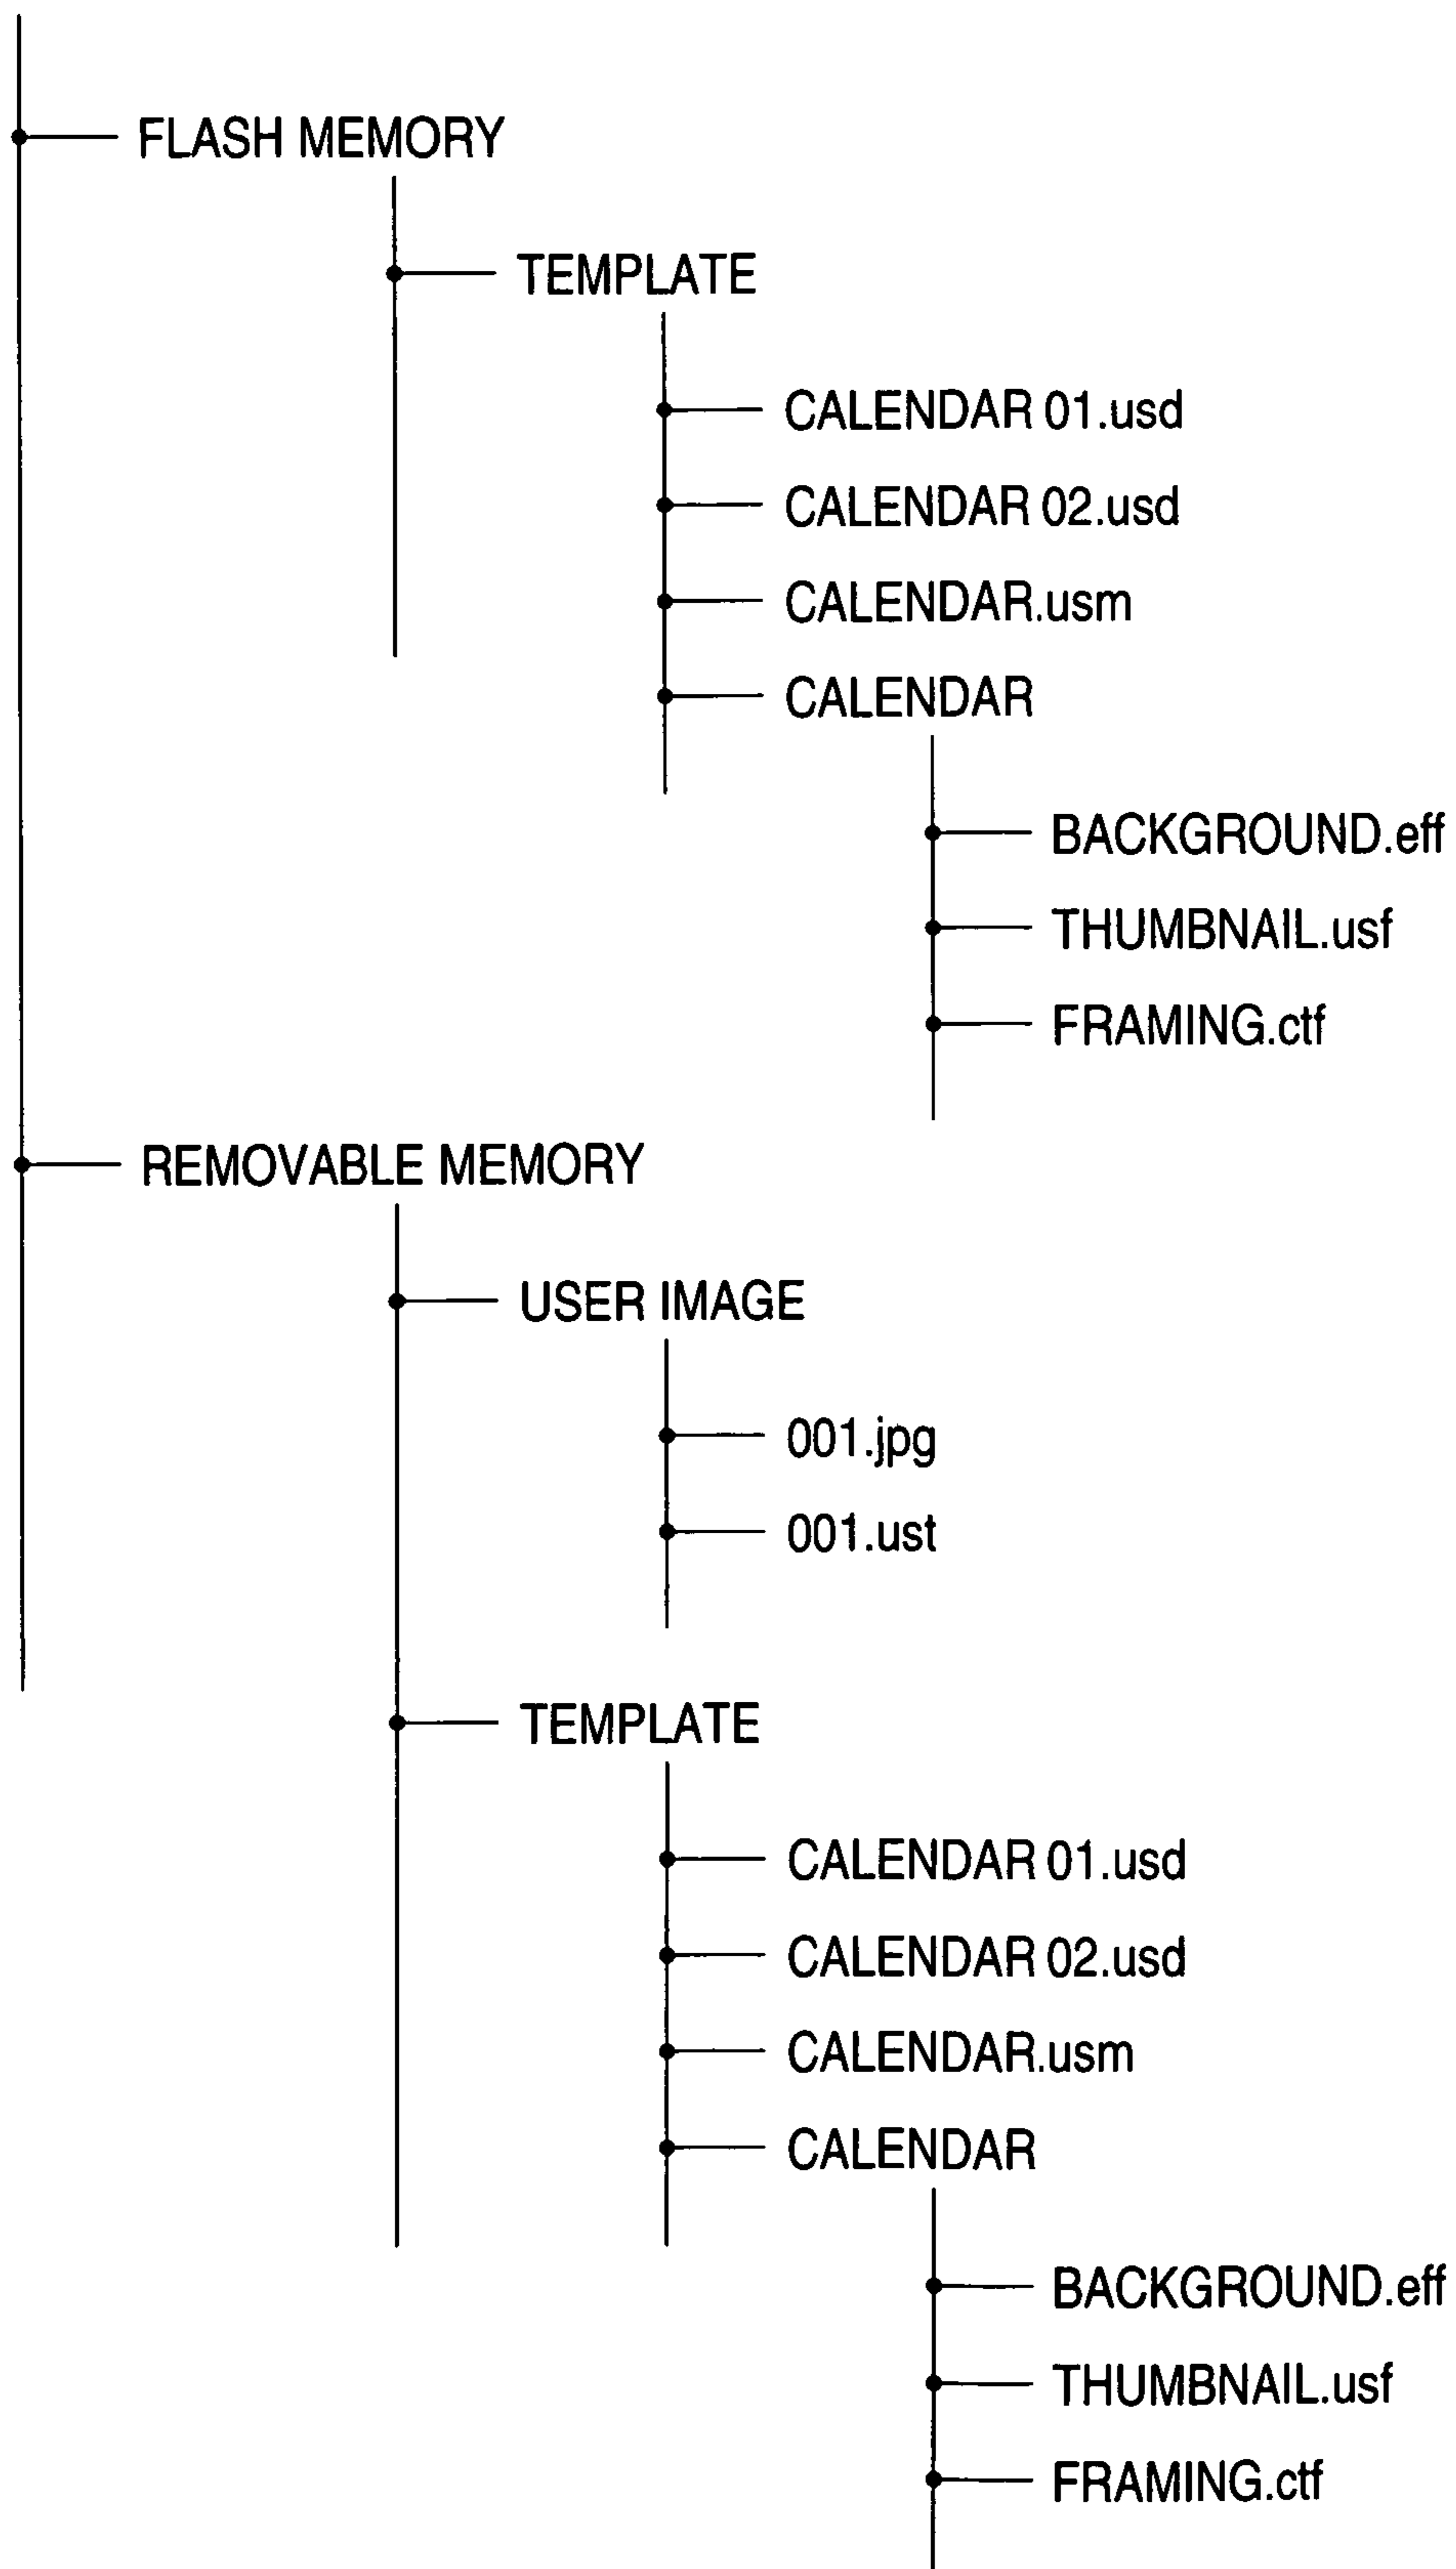 FLASH MEMORY
TEMPLATE
CALENDAR 01.usd
CALENDAR 02.usd
CALENDAR.usm
CALENDAR
BACKGROUND.eff
THUMBNAIL.usf
FRAMING.ctf
REMOVABLE MEMORY
USER IMAGE
001.jpg
001.ust
TEMPLATE
CALENDAR 01.usd
CALENDAR 02.usd
CALENDAR.usm
CALENDAR
BACKGROUND.eff
THUMBNAIL.usf
FRAMING.ctf